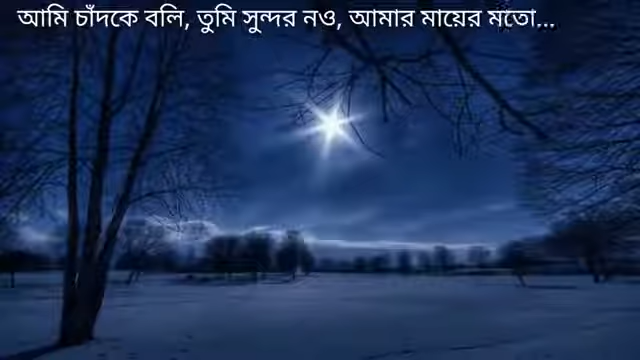 আমি চাঁদকে বলি, তুমি সুন্দর নও, আমার মায়ের মতো...